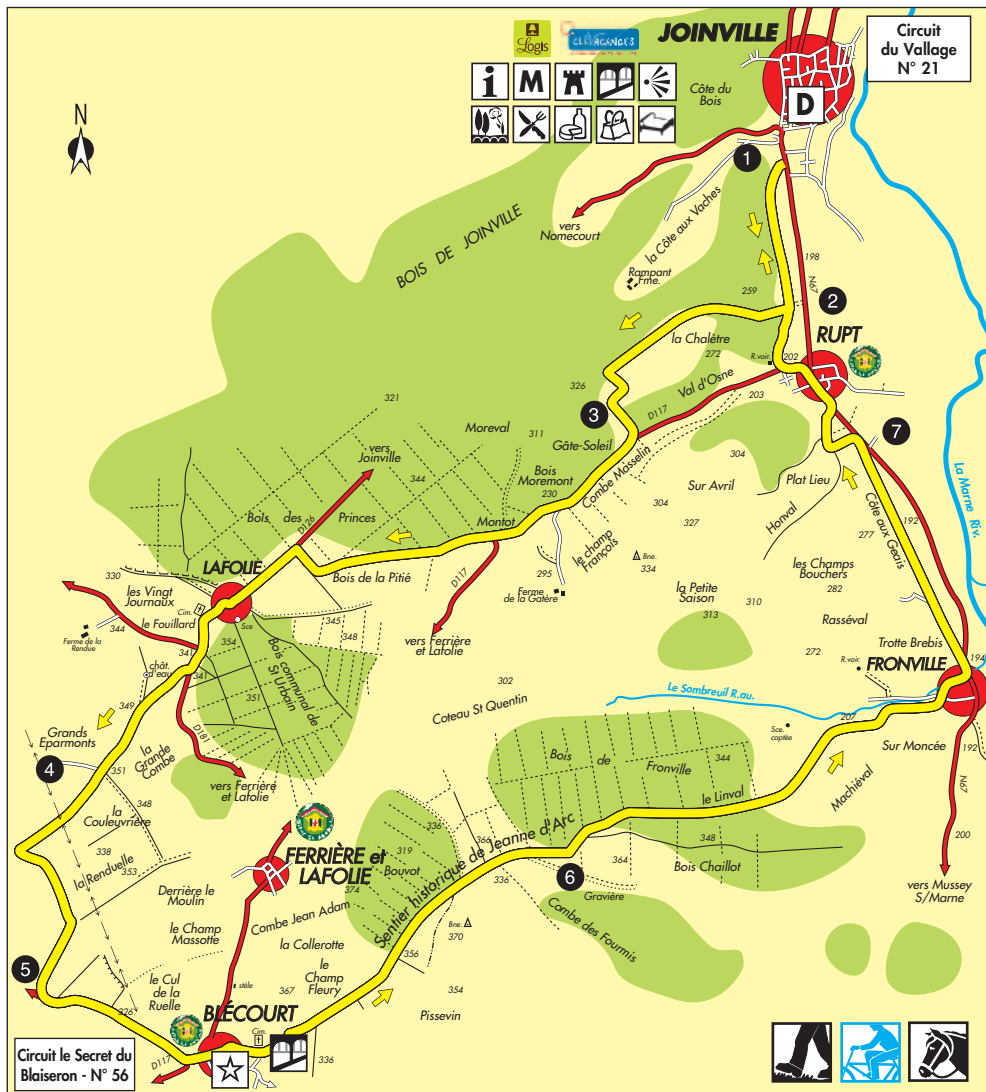 Logis
JOINVILLE
Circuit
du Vallage
N° 21
i
M
D
Côte du
Bois
N
1
vers
Nomecourt
la Côte aux Vaches
BOIS DE JOINVILLE
Rampant
Fme.
198
N67
259
2
RUPT
la Chalètre
272
R.voir.
202
Val d'Osne
203
326
321
3
D117
7
Moreval
311
Gâte-Soleil
vers
Joinville
344
Bois
Moremont
304
Combe Masselin
Sur Avril
Plat Lieu
La Marne Riv.
230
304
Honval
Côte aux Geais
192
Bois des Princes
D126
Montot
327
277
le champ
François
LAFOLIE
Bois de la Pitié
D117
Bne.
334
les Champs
Bouchers
282
330
les Vingt
Journaux
295
Ferme
de la Gatère
la Petite
Saison
310
313
Rasséval
Cim.
le Fouillard
Sce
345
348
344
Ferme de la
Rendue
354
vers Ferrière
et Lafolie
Trotte Brebis
341
Bois communal de
St Urbain
272
R.voir.
FRONVILLE
194
chât.
d'eau
341
302
351
Le Sombreuil R.au.
349
Coteau St Quentin
207
Grands
Eparmonts
la
Grande
Combe
D181
Sce.
captée
Sur Moncée
192
4
351
Bois de Fronville
344
Machiéval
N67
vers Ferrière
et Lafolie
348
la
Couleuvrière
le Linval
336
366
200
338
FERRIÈRE et
LAFOLIE
319
Bouvot
348
353
la Renduelle
364
Bois Chaillot
6
vers Mussey
S/Marne
374
Sentier historique de Jeanne d'Arc
336
Derrière le
Moulin
Gravière
Combe Jean Adam
Combe des Fourmis
le Champ
Massotte
Bne.
370
la Collerotte
356
5
le Cul
de la
Ruelle
stèle
367
le
Champ
Fleury
354
326
BLÉCOURT
Pissevin
Cim.
336
D117
Circuit le Secret du
Blaiseron - N° 56